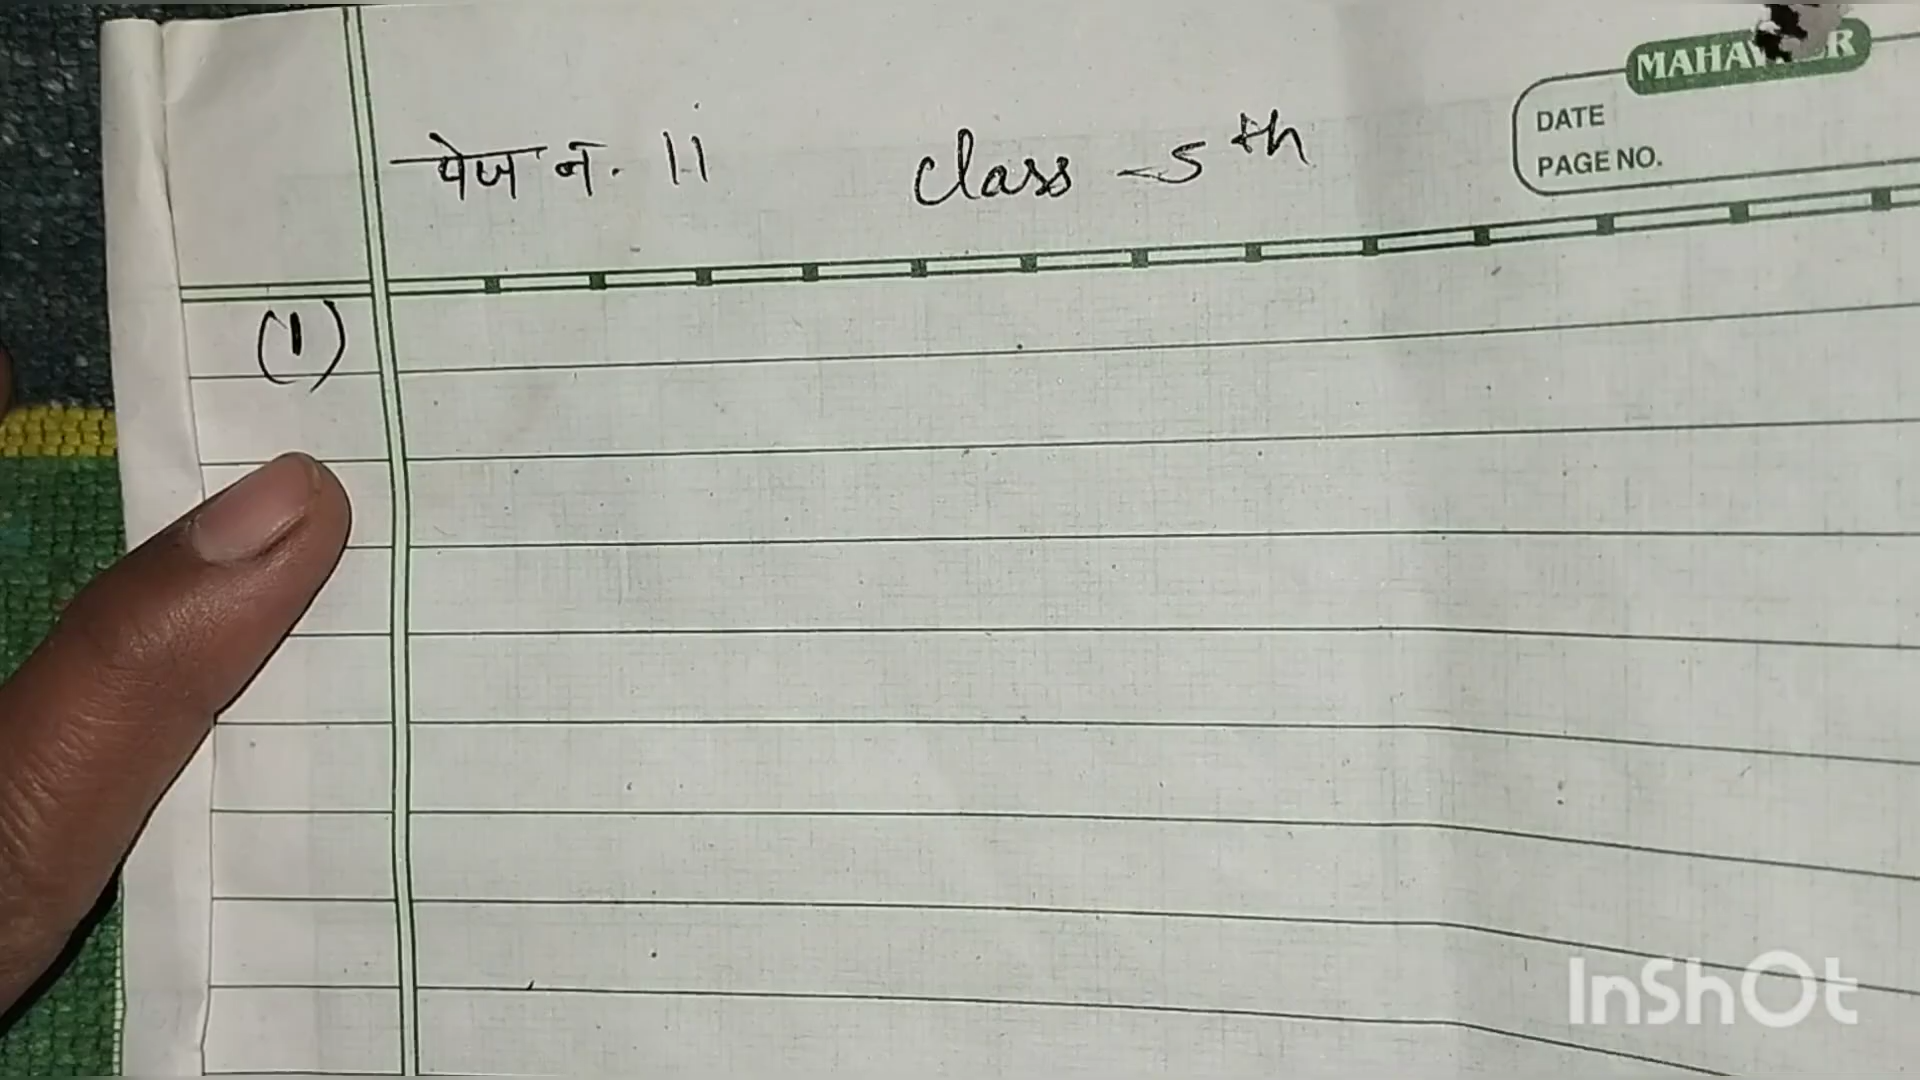 MAHAV
R
DATE
PAGE NO.
पेज न. 11 class - 5th
(1)
InShOt